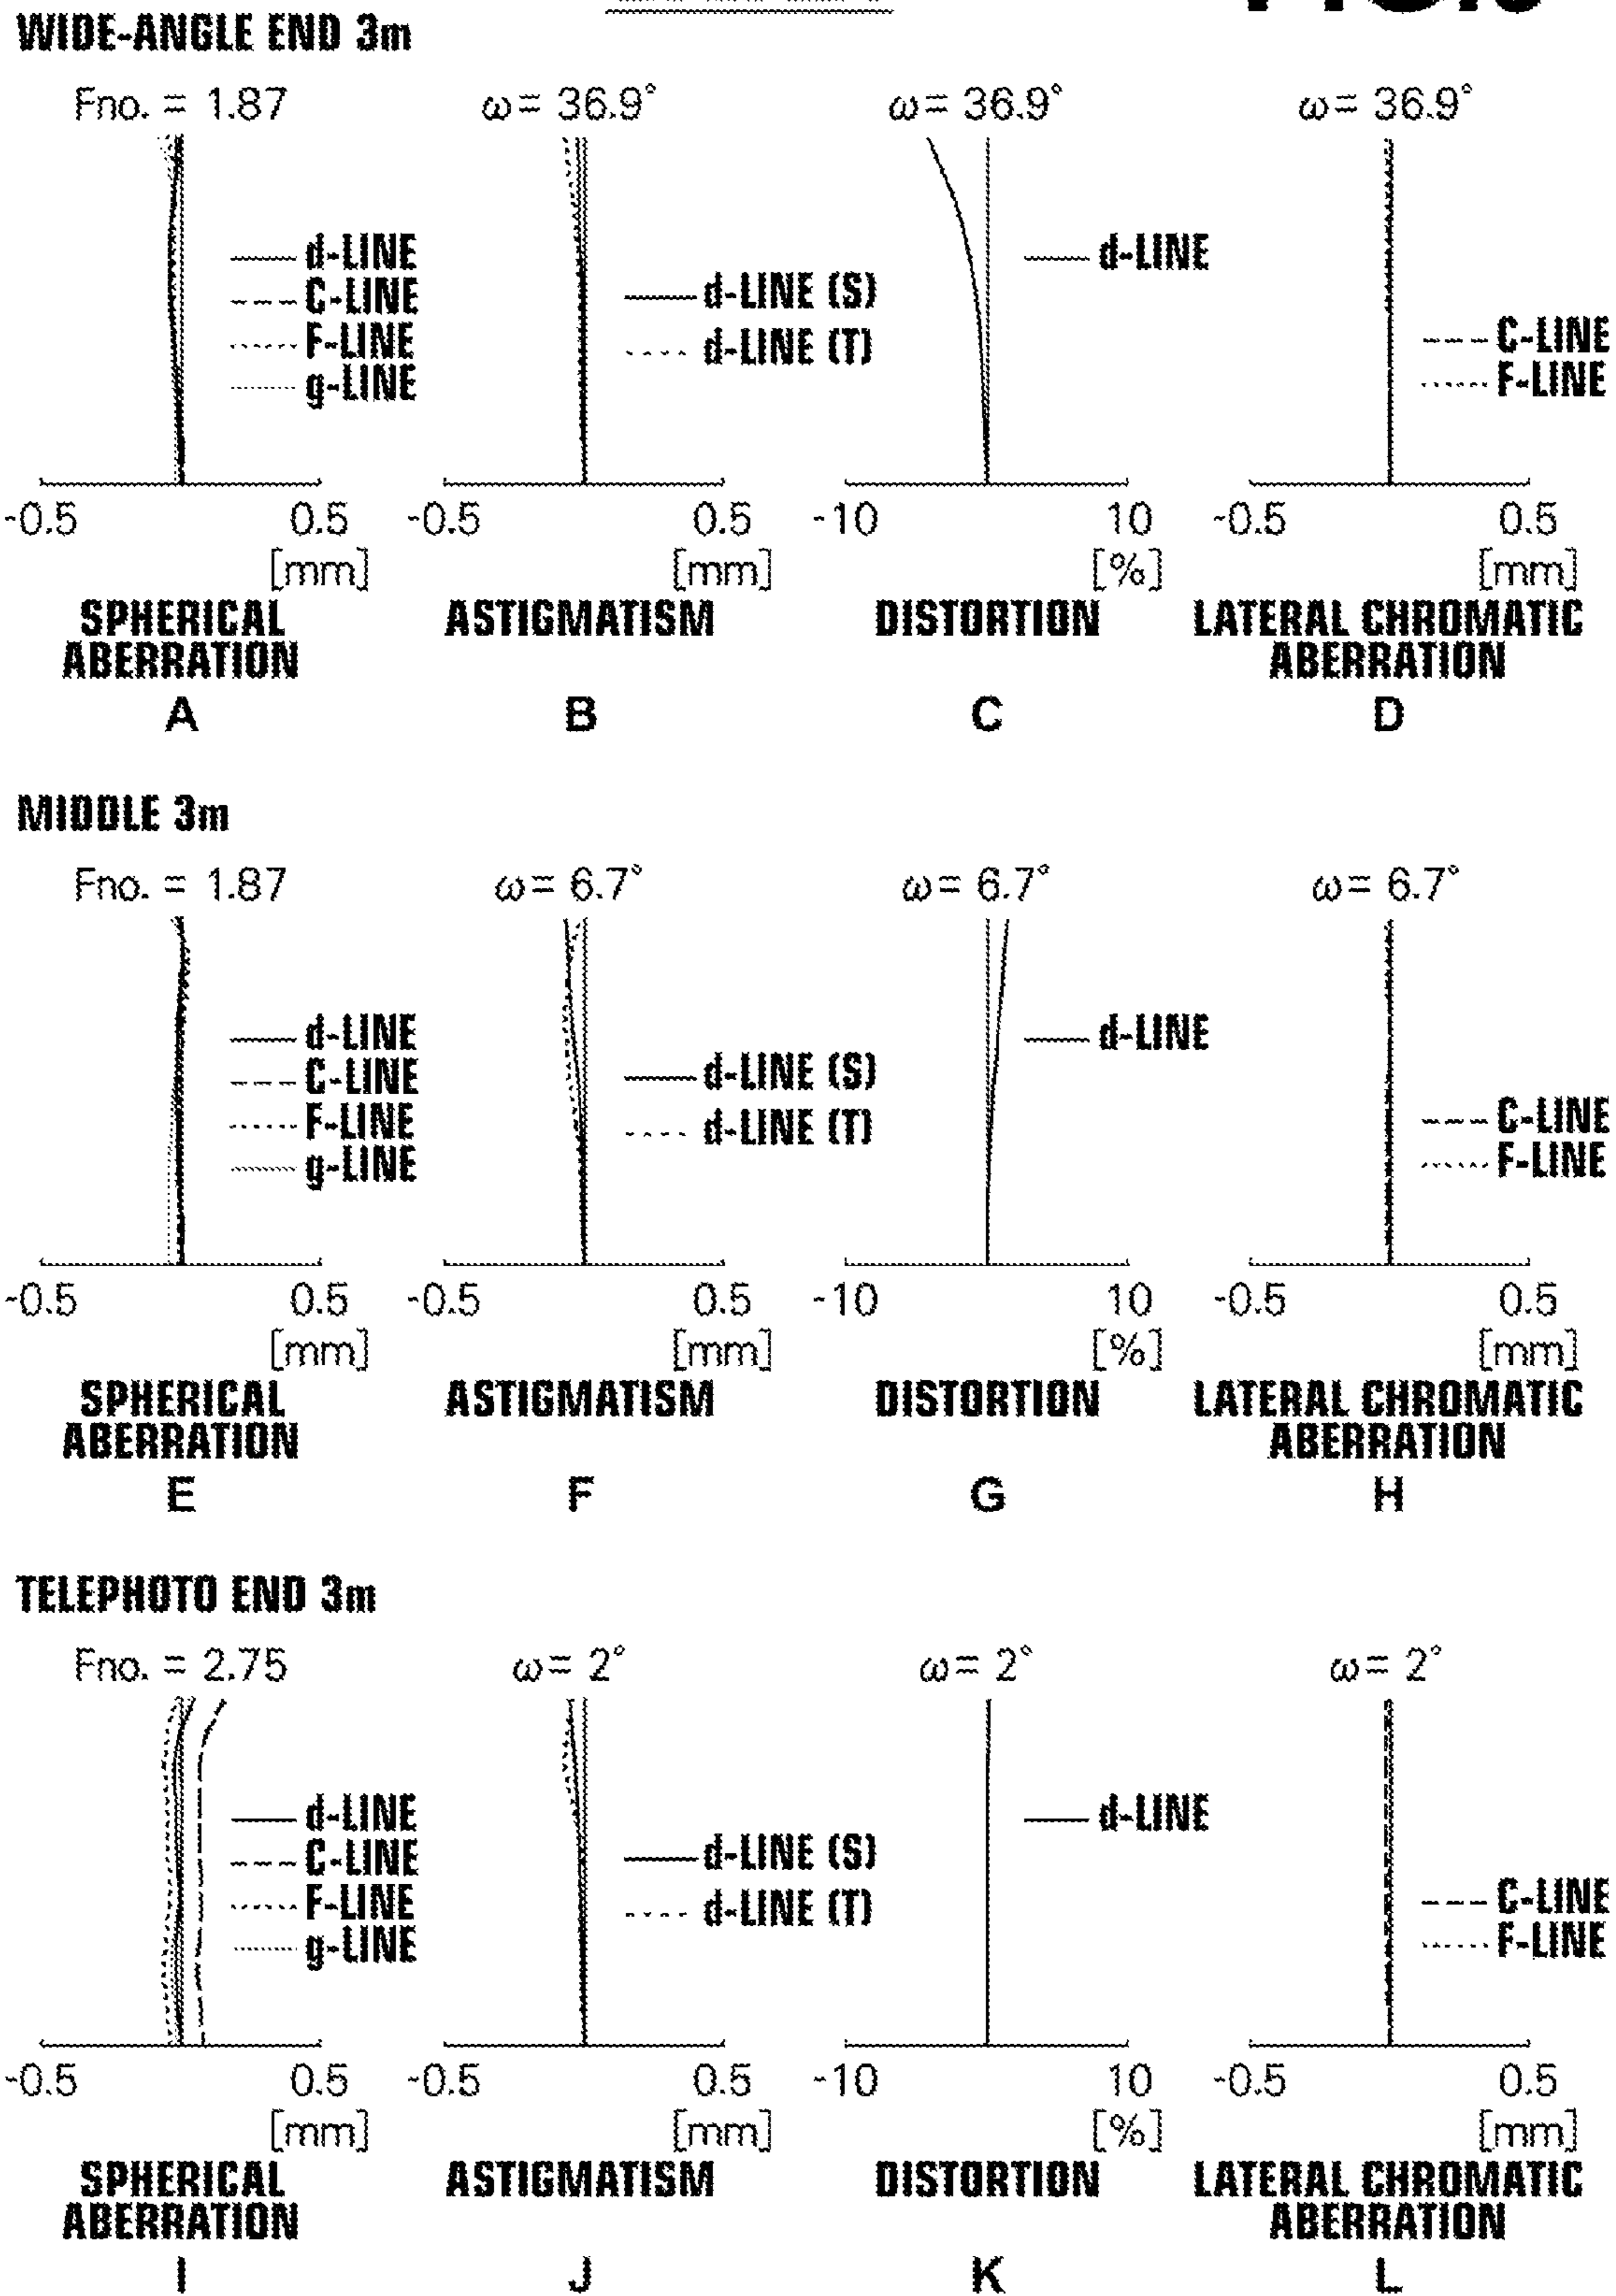 WIDE-ANGLE END 3m
Fno. = 1.87
ω= 36.9°
ω= 36.9°
ω= 36.9°
d-LINE
C-LINE
F-LINE
g-LINE
d-LINE (S)
d-LINE (T)
d-LINE
C-LINE
F-LINE
-0.5 0.5 -0.5 0.5 -10 10 -0.5 0.5
[mm] [mm] [%] [mm]
SPHERICAL ABERRATION
ASTIGMATISM
DISTORTION
LATERAL CHROMATIC ABERRATION
A B C D
MIDDLE 3m
Fno. = 1.87
ω= 6.7°
ω= 6.7°
ω= 6.7°
d-LINE
C-LINE
F-LINE
g-LINE
d-LINE (S)
d-LINE (T)
d-LINE
C-LINE
F-LINE
-0.5 0.5 -0.5 0.5 -10 10 -0.5 0.5
[mm] [mm] [%] [mm]
SPHERICAL ABERRATION
ASTIGMATISM
DISTORTION
LATERAL CHROMATIC ABERRATION
E F G H
TELEPHOTO END 3m
Fno. = 2.75
ω= 2°
ω= 2°
ω= 2°
d-LINE
C-LINE
F-LINE
g-LINE
d-LINE (S)
d-LINE (T)
d-LINE
C-LINE
F-LINE
-0.5 0.5 -0.5 0.5 -10 10 -0.5 0.5
[mm] [mm] [%] [mm]
SPHERICAL ABERRATION
ASTIGMATISM
DISTORTION
LATERAL CHROMATIC ABERRATION
I J K L